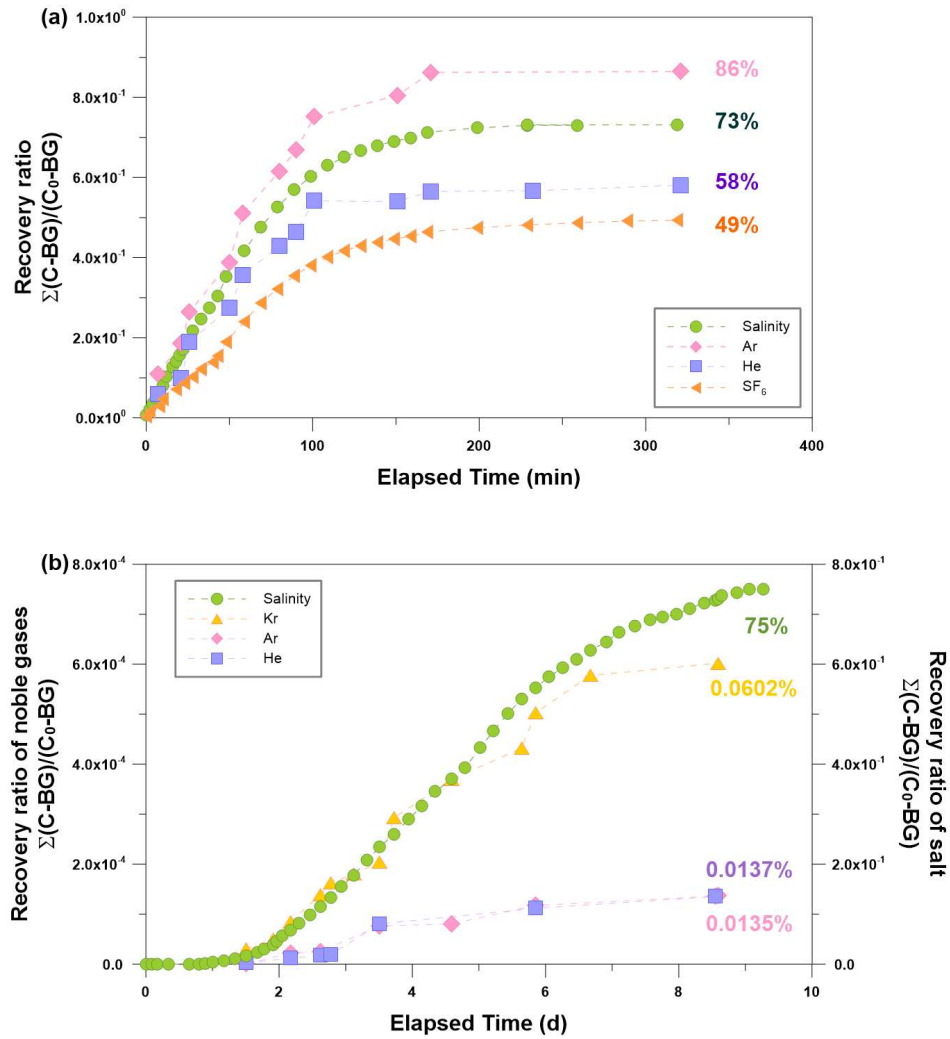 (a)
1.0x10⁰
8.0x10⁻¹
6.0x10⁻¹
4.0x10⁻¹
2.0x10⁻¹
0.0x10⁰
Recovery ratio
Σ(C-BG)/(C₀-BG)
86%
73%
58%
49%
Salinity
Ar
He
SF₆
0 100 200 300 400
Elapsed Time (min)
(b)
8.0x10⁻⁴
6.0x10⁻⁴
4.0x10⁻⁴
2.0x10⁻⁴
0.0
Recovery ratio of noble gases
Σ(C-BG)/(C₀-BG)
Salinity
Kr
Ar
He
75%
0.0602%
0.0137%
0.0135%
8.0x10⁻¹
6.0x10⁻¹
4.0x10⁻¹
2.0x10⁻¹
0.0
Recovery ratio of salt
Σ(C-BG)/(C₀-BG)
0 2 4 6 8 10
Elapsed Time (d)